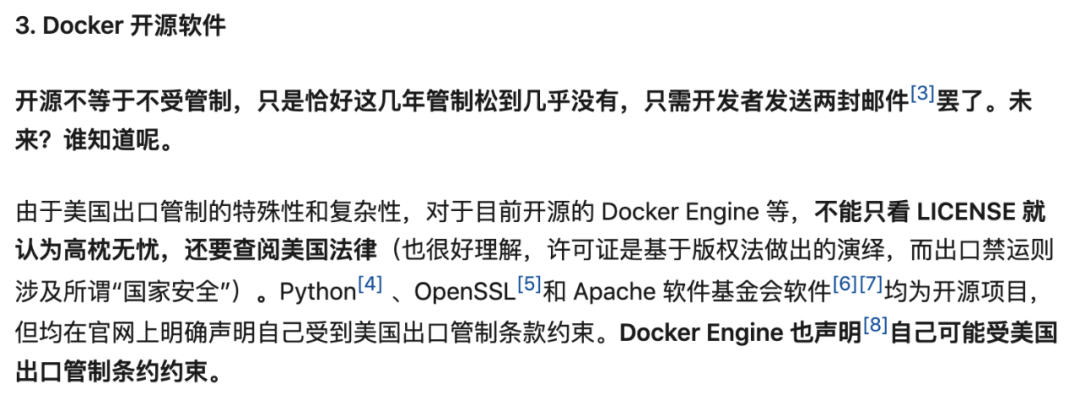 3. Docker 开源软件
开源不等于不受管制，只是恰好这几年管制松到几乎没有，只需开发者发送两封邮件[3]罢了。未
来？谁知道呢。
由于美国出口管制的特殊性和复杂性，对于目前开源的 Docker Engine 等，不能只看 LICENSE 就
认为高枕无忧，还要查阅美国法律（也很好理解，许可证是基于版权法做出的演绎，而出口禁运则
涉及所谓“国家安全”）。Python[4] 、OpenSSL[5]和 Apache 软件基金会软件[6][7]均为开源项目，
但均在官网上明确声明自己受到美国出口管制条款约束。Docker Engine 也声明[8]自己可能受美国
出口管制条约约束。